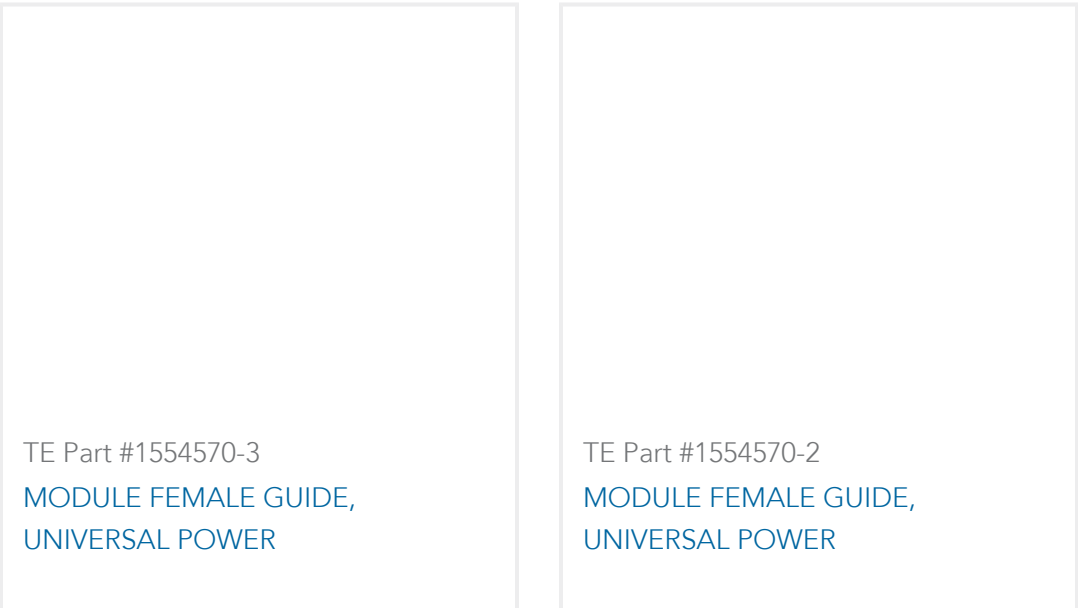 TE Part #1554570-3
MODULE FEMALE GUIDE,
UNIVERSAL POWER
TE Part #1554570-2
MODULE FEMALE GUIDE,
UNIVERSAL POWER